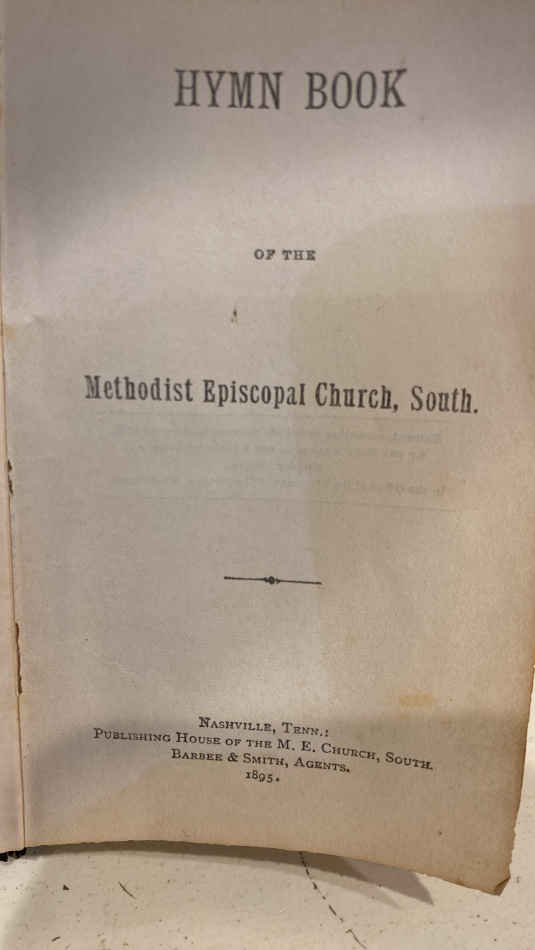 HYMN BOOK
OF THE
Methodist Episcopal Church, South.
NASHVILLE, TENN.:
PUBLISHING HOUSE OF THE M. E. CHURCH, SOUTH.
BARBEE & SMITH, AGENTS.
1895.